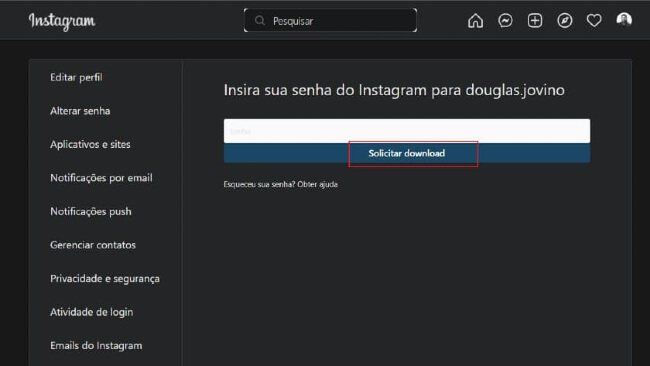 Instagram
Pesquisar
Editar perfil
Alterar senha
Aplicativos e sites
Notificações por email
Notificações push
Gerenciar contatos
Privacidade e segurança
Atividade de login
Emails do Instagram
Insira sua senha do Instagram para douglas.jovino
Senha
Solicitar download
Esqueceu sua senha? Obter ajuda